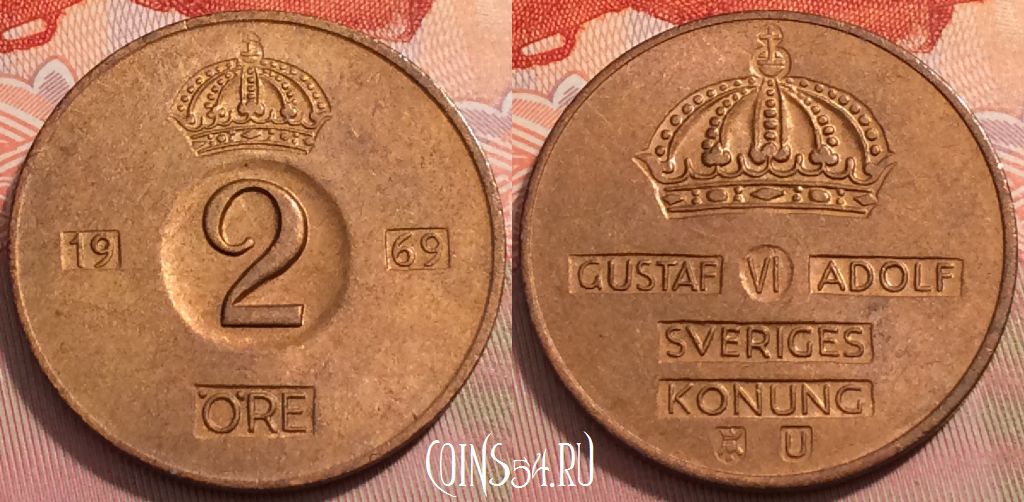 19 2 69
ÖRE
GUSTAF VI ADOLF
SVERIGES
KONUNG
U
COINS54.RU